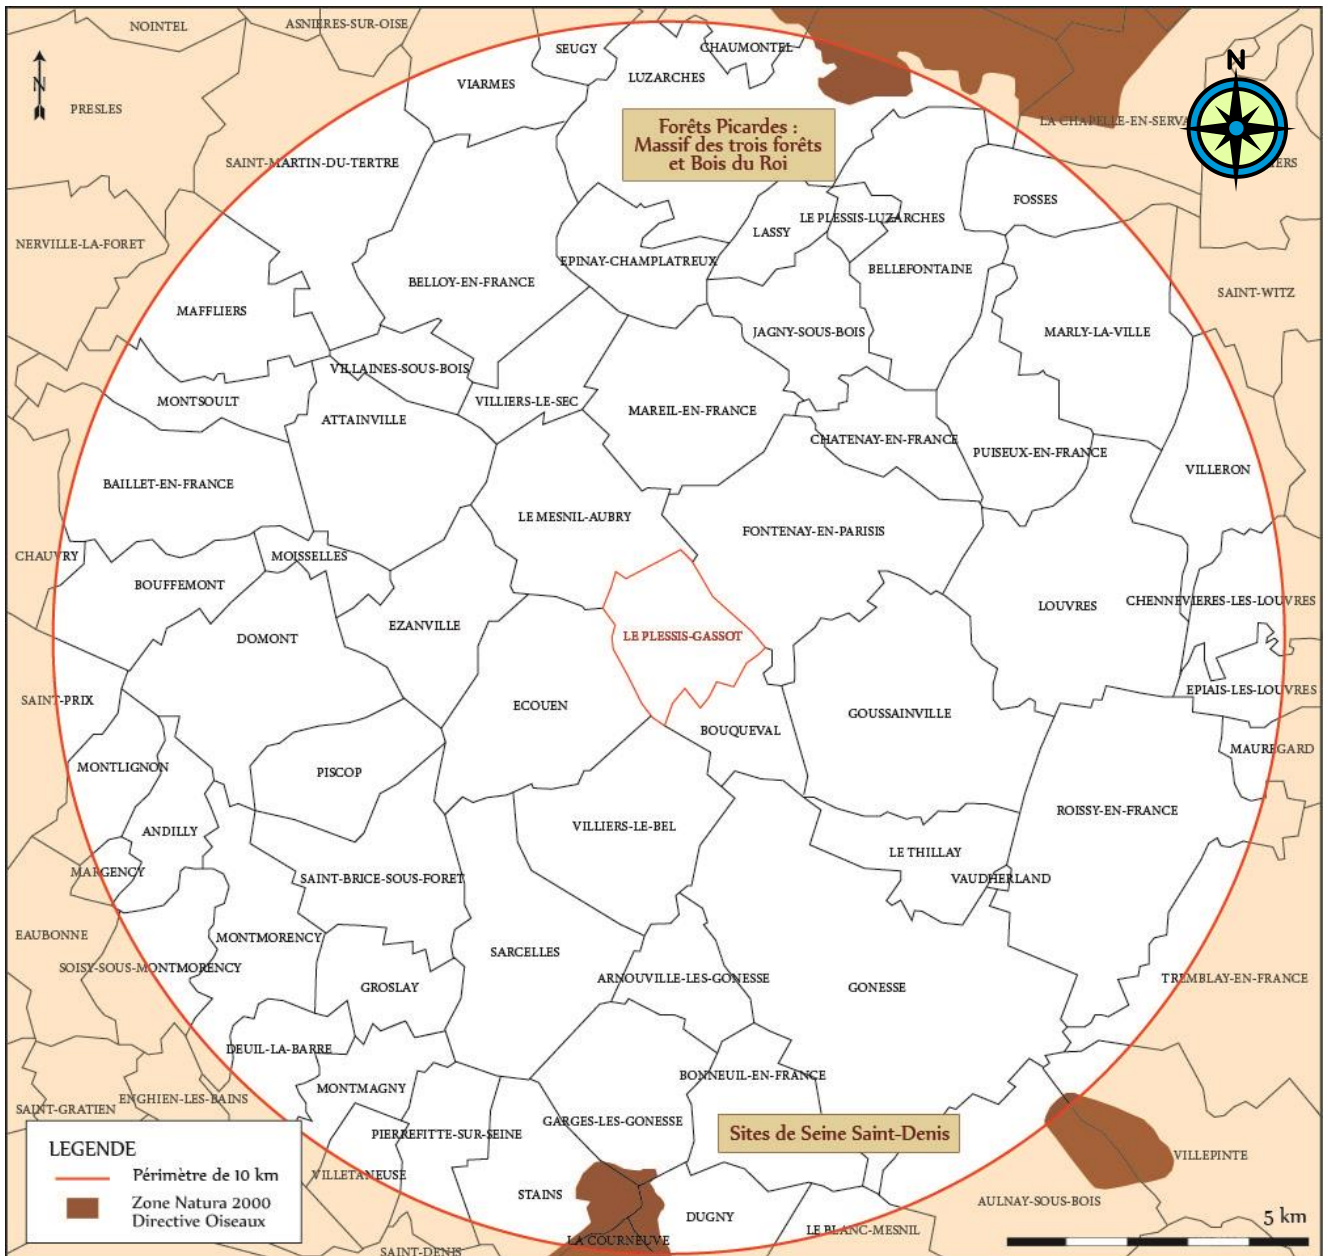 NOINTEL
ASNIERES-SUR-OISE
SEUGY
CHAUMONTEL
VIARMES
LUZARCHES
N
N
PRESLES
LA CHAPELLE-EN-SERVA
Forêts Picardes :
Massif des trois forêts
et Bois du Roi
SAINT-MARTIN-DU-TERTRE
ERS
FOSSES
LE PLESSIS-LUZARCHES
LASSY
NERVILLE-LA-FORET
EPINAY-CHAMPLATREUX
BELLEFONTAINE
BELLOY-EN-FRANCE
SAINT-WITZ
MAFFLIERS
JAGNY-SOUS-BOIS
MARLY-LA-VILLE
VILLAINES-SOUS-BOIS
MONTSOULT
VILLIERS-LE-SEC
MAREIL-EN-FRANCE
ATTAINVILLE
CHATENAY-EN-FRANCE
PUISEUX-EN-FRANCE
VILLERON
BAILLET-EN-FRANCE
LE MESNIL-AUBRY
FONTENAY-EN-PARISIS
CHAUVRY
MOISSELLES
BOUFFEMONT
CHENNEVIERES-LES-LOUVRES
LOUVRES
EZANVILLE
DOMONT
LE PLESSIS-GASSOT
SAINT-PRIX
EPIAIS-LES-LOUVRES
ECOUEN
GOUSSAINVILLE
BOUQUEVAL
MAUREGARD
MONTLIGNON
PISCOP
ROISSY-EN-FRANCE
VILLIERS-LE-BEL
ANDILLY
LE THILLAY
MARGENCY
SAINT-BRICE-SOUS-FORET
VAUDHERLAND
EAUBONNE
MONTMORENCY
SARCELLES
SOISY-SOUS-MONTMORENCY
ARNOUVILLE-LES-GONESSE
TREMBLAY-EN-FRANCE
GROSLAY
GONESSE
DEUIL-LA-BARRE
BONNEUIL-EN-FRANCE
MONTMAGNY
ENGHIEN-LES-BAINS
SAINT-GRATIEN
GARGES-LES-GONESSE
PIERREFITTE-SUR-SEINE
Sites de Seine Saint-Denis
LEGENDE
Périmètre de 10 km
Zone Natura 2000
Directive Oiseaux
VILLETANEUSE
VILLEPINTE
STAINS
AULNAY-SOUS-BOIS
DUGNY
5 km
LE BLANC-MESNIL
LA COURNEUVE
SAINT-DENIS